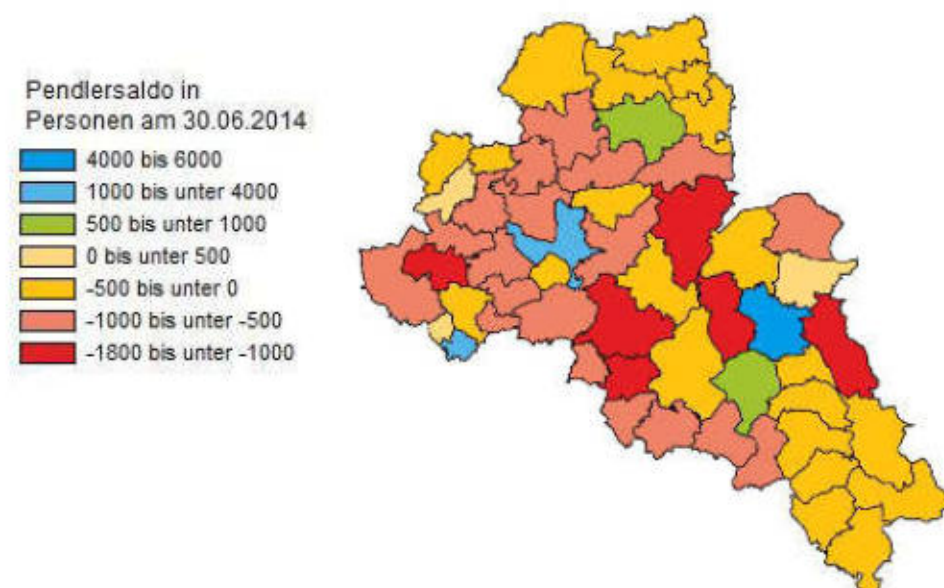 Pendlersaldo in
Personen am 30.06.2014
4000 bis 6000
1000 bis unter 4000
500 bis unter 1000
0 bis unter 500
-500 bis unter 0
-1000 bis unter -500
-1800 bis unter -1000